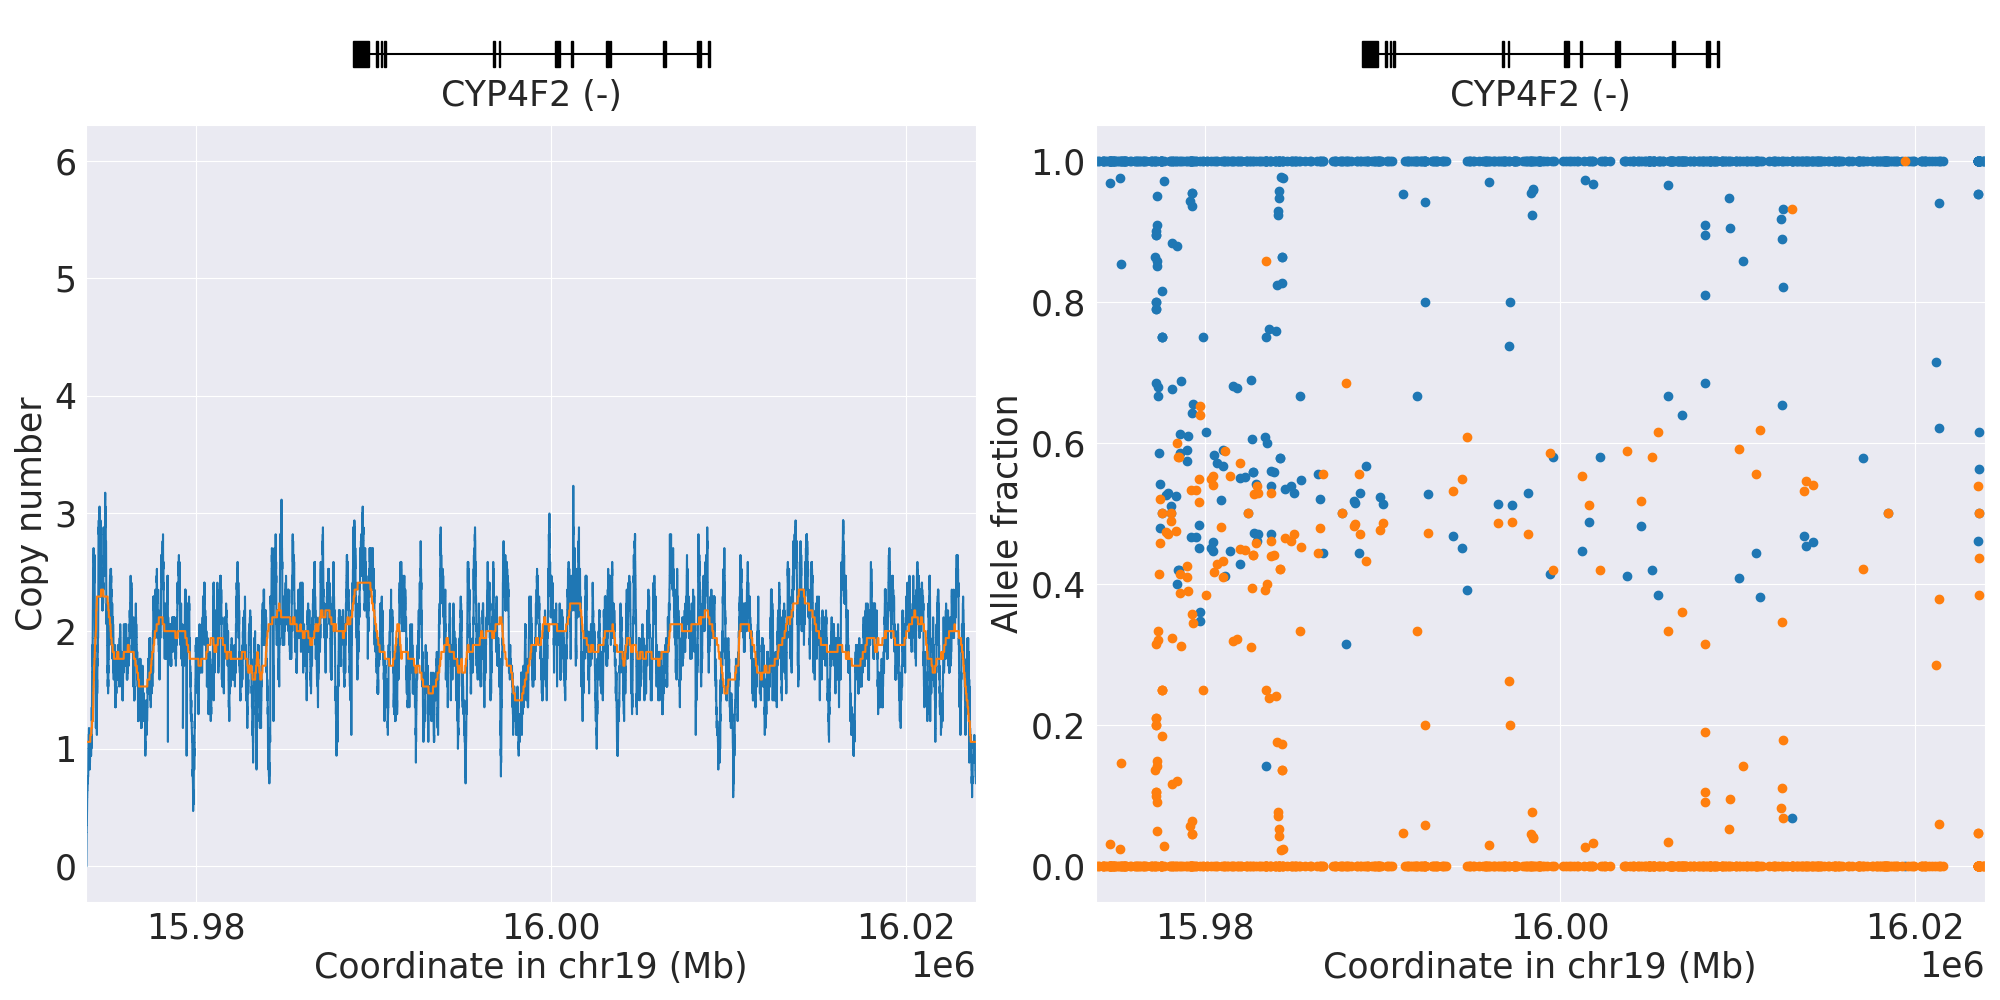 CYP4F2 (-)
6
5
4
3
2
1
0
Copy number
15.98
16.00
16.02
Coordinate in chr19 (Mb)
1e6
CYP4F2 (-)
1.0
0.8
0.6
0.4
0.2
0.0
Allele fraction
15.98
16.00
16.02
Coordinate in chr19 (Mb)
1e6